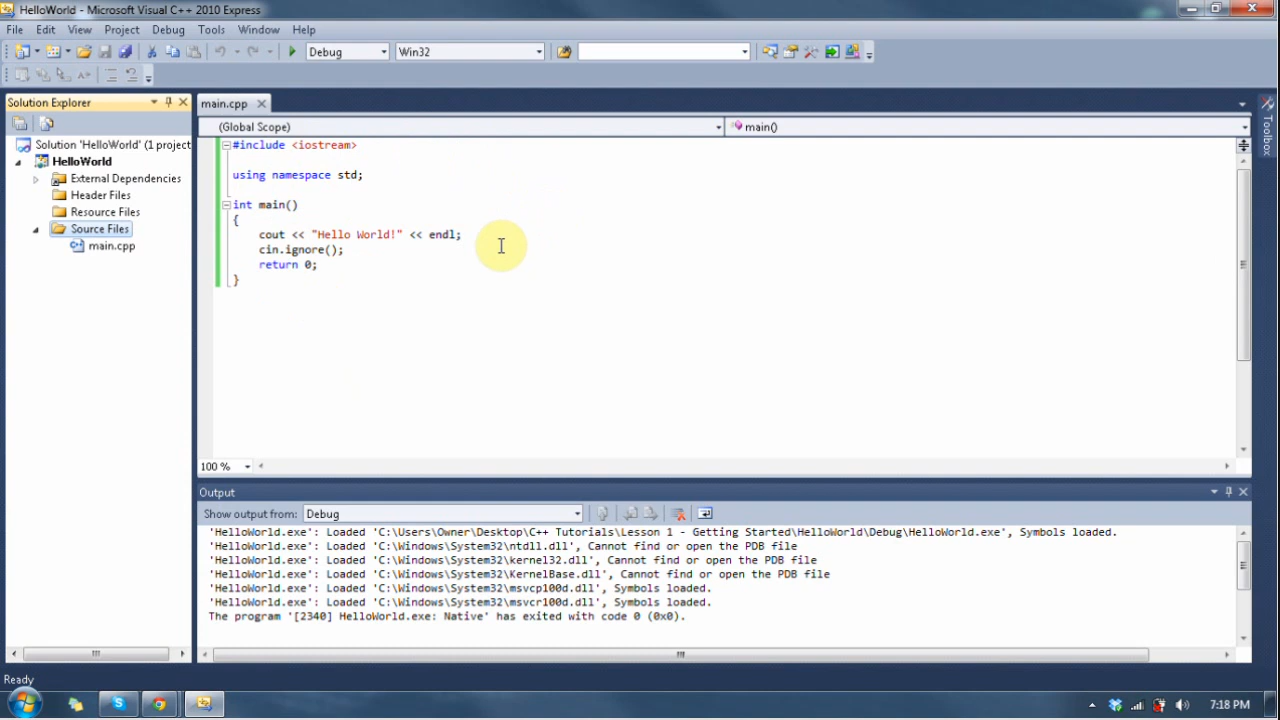 HelloWorld - Microsoft Visual C++ 2010 Express
File Edit View Project Debug Tools Window Help
Debug Win32
Solution Explorer
main.cpp
(Global Scope) main()
Toolbox
Solution 'HelloWorld' (1 project
HelloWorld
External Dependencies
Header Files
Resource Files
Source Files
main.cpp
#include <iostream>
using namespace std;
int main()
{
cout << "Hello World!" << endl;
cin.ignore();
return 0;
}
100 %
Output
Show output from: Debug
'HelloWorld.exe': Loaded 'C:\Users\Owner\Desktop\C++ Tutorials\Lesson 1 - Getting Started\HelloWorld\Debug\HelloWorld.exe', Symbols loaded.
'HelloWorld.exe': Loaded 'C:\Windows\System32\ntdll.dll', Cannot find or open the PDB file
'HelloWorld.exe': Loaded 'C:\Windows\System32\kernel32.dll', Cannot find or open the PDB file
'HelloWorld.exe': Loaded 'C:\Windows\System32\KernelBase.dll', Cannot find or open the PDB file
'HelloWorld.exe': Loaded 'C:\Windows\System32\msvcp100d.dll', Symbols loaded.
'HelloWorld.exe': Loaded 'C:\Windows\System32\msvcr100d.dll', Symbols loaded.
The program '[2340] HelloWorld.exe: Native' has exited with code 0 (0x0).
Ready
7:18 PM